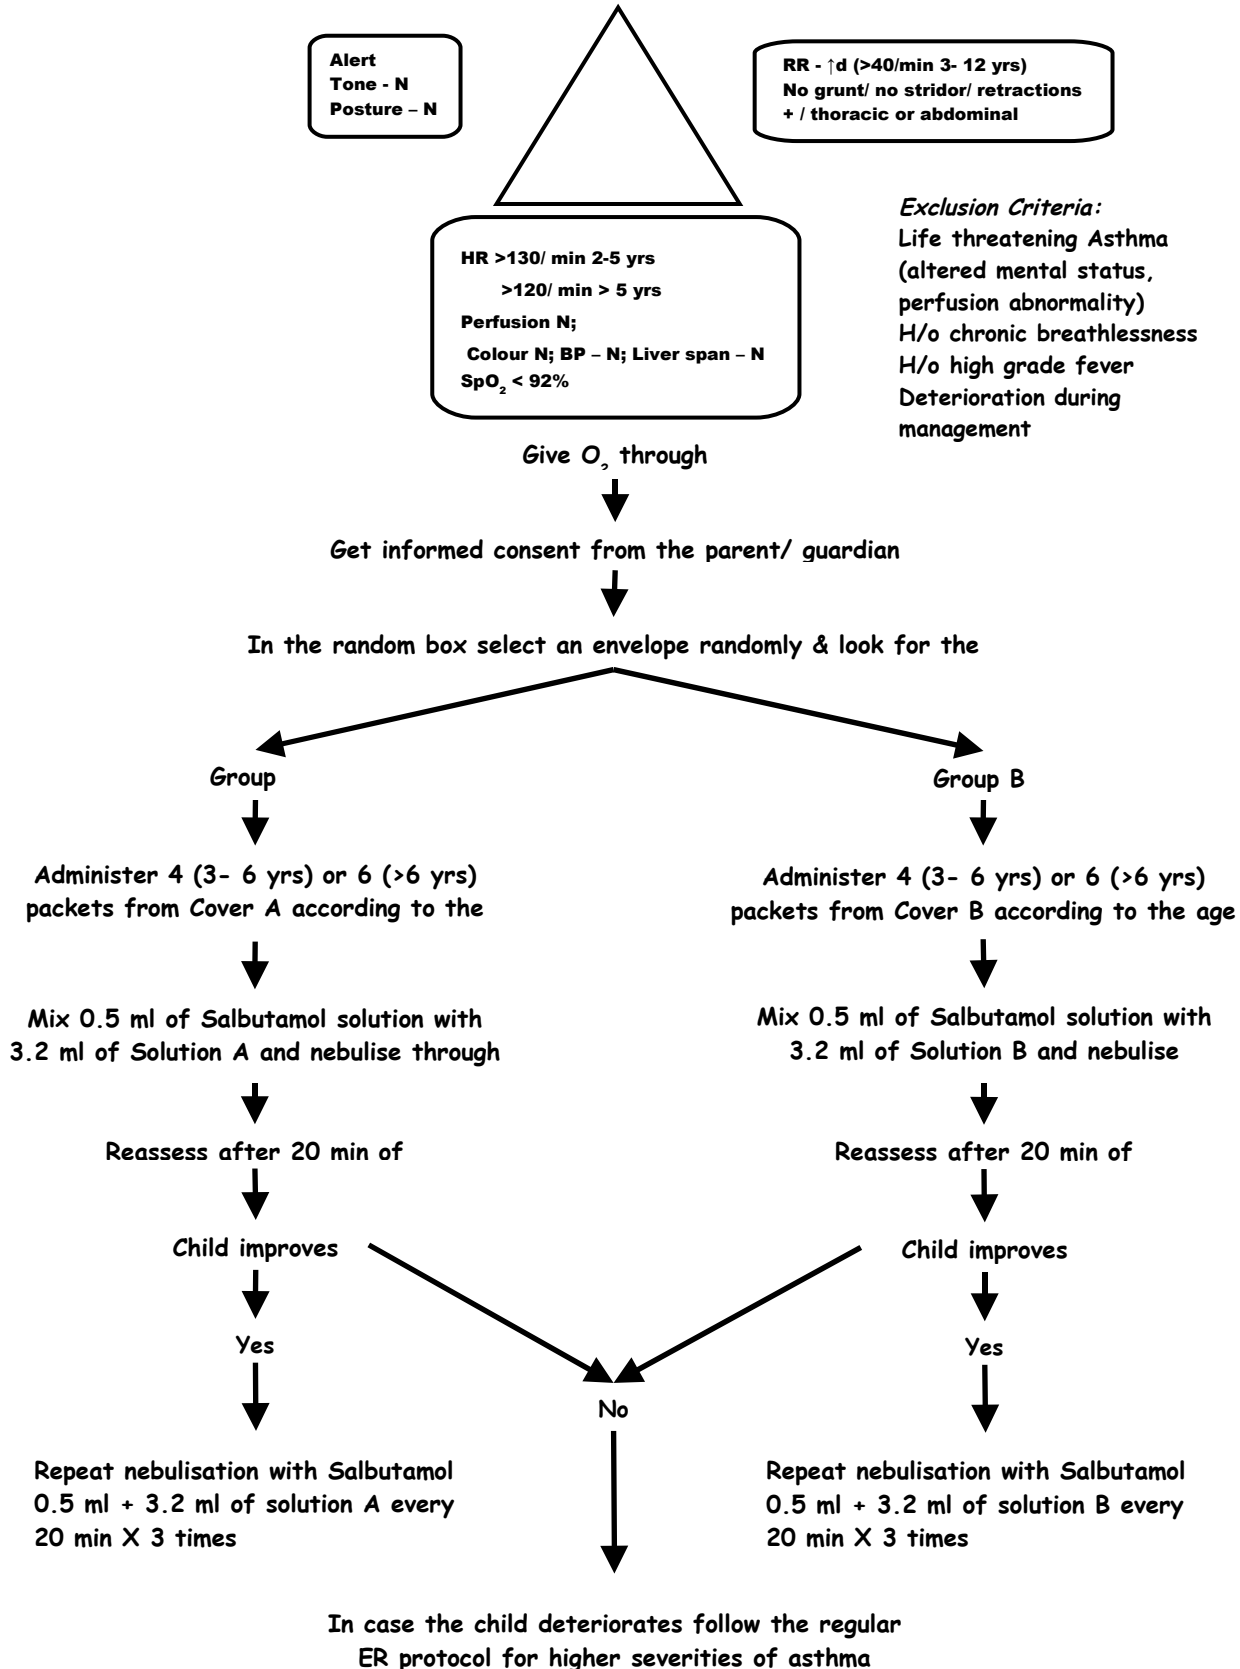 Alert
Tone - N
Posture – N
RR - ↑d (>40/min 3- 12 yrs)
No grunt/ no stridor/ retractions
+ / thoracic or abdominal
HR >130/ min 2-5 yrs
>120/ min > 5 yrs
Perfusion N;
Colour N; BP – N; Liver span – N
SpO₂ < 92%
Exclusion Criteria:
Life threatening Asthma
(altered mental status,
perfusion abnormality)
H/o chronic breathlessness
H/o high grade fever
Deterioration during
management
Give O₂ through
Get informed consent from the parent/ guardian
In the random box select an envelope randomly & look for the
Group
Administer 4 (3- 6 yrs) or 6 (>6 yrs)
packets from Cover A according to the
Mix 0.5 ml of Salbutamol solution with
3.2 ml of Solution A and nebulise through
Reassess after 20 min of
Child improves
Yes
Repeat nebulisation with Salbutamol
0.5 ml + 3.2 ml of solution A every
20 min X 3 times
Group B
Administer 4 (3- 6 yrs) or 6 (>6 yrs)
packets from Cover B according to the age
Mix 0.5 ml of Salbutamol solution with
3.2 ml of Solution B and nebulise
Reassess after 20 min of
Child improves
Yes
Repeat nebulisation with Salbutamol
0.5 ml + 3.2 ml of solution B every
20 min X 3 times
No
In case the child deteriorates follow the regular
ER protocol for higher severities of asthma